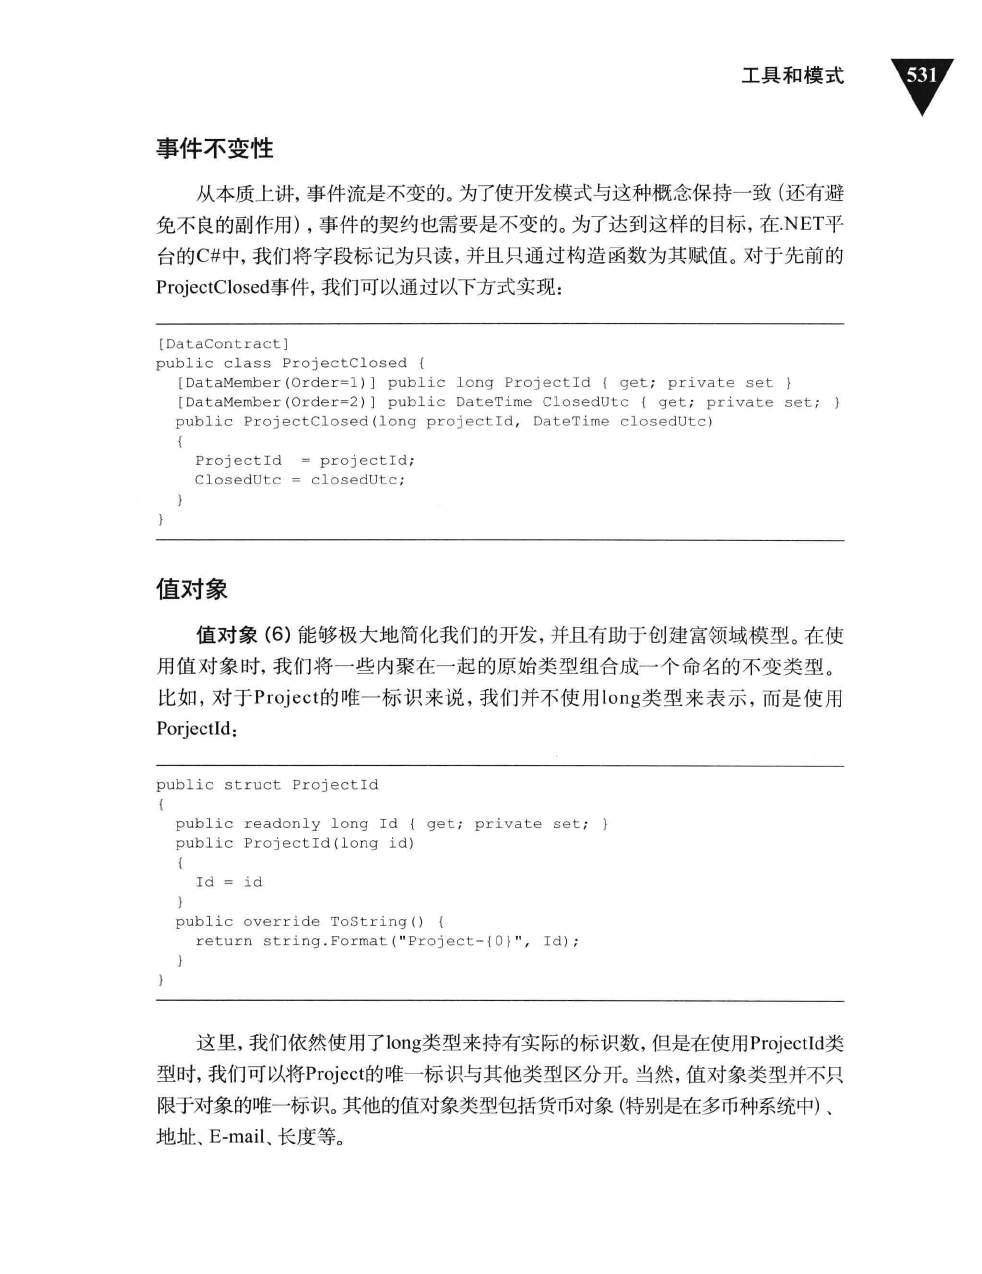 工具和模式
531
事件不变性
从本质上讲, 事件流是不变的。为了使开发模式与这种概念保持一致 (还有避
免不良的副作用) , 事件的契约也需要是不变的。为了达到这样的目标, 在.NET平
台的C#中, 我们将字段标记为只读, 并且只通过构造函数为其赋值。对于先前的
ProjectClosed事件, 我们可以通过以下方式实现:
[DataContract]
public class ProjectClosed {
  [DataMember(Order=1)] public long ProjectId { get; private set }
  [DataMember(Order=2)] public DateTime ClosedUtc { get; private set; }
  public ProjectClosed(long projectId, DateTime closedUtc)
  {
    ProjectId  = projectId;
    ClosedUtc = closedUtc;
  }
}
值对象
值对象 (6) 能够极大地简化我们的开发, 并且有助于创建富领域模型。在使
用值对象时, 我们将一些内聚在一起的原始类型组合成一个命名的不变类型。
比如, 对于Project的唯一标识来说, 我们并不使用long类型来表示, 而是使用
PorjectId:
public struct ProjectId
{
  public readonly long Id { get; private set; }
  public ProjectId(long id)
  {
    Id = id
  }
  public override ToString() {
    return string.Format("Project-{0}", Id);
  }
}
这里, 我们依然使用了long类型来持有实际的标识数, 但是在使用ProjectId类
型时, 我们可以将Project的唯一标识与其他类型区分开。当然, 值对象类型并不只
限于对象的唯一标识。其他的值对象类型包括货币对象 (特别是在多币种系统中) 、
地址、E-mail、长度等。